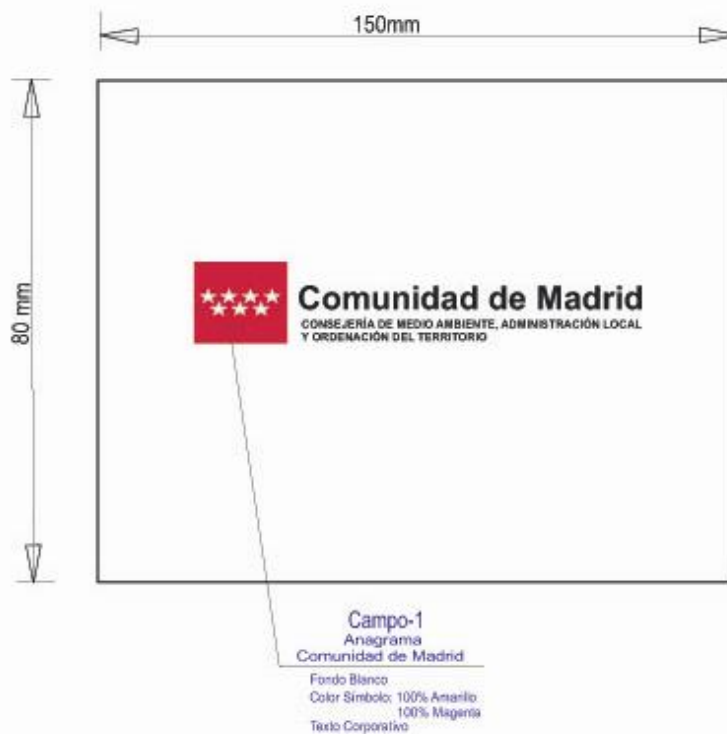 150mm
80 mm
Comunidad de Madrid
CONSEJERÍA DE MEDIO AMBIENTE, ADMINISTRACIÓN LOCAL
Y ORDENACIÓN DEL TERRITORIO
Campo-1
Anagrama
Comunidad de Madrid
Fondo Blanco
Color Simbolo: 100% Amarillo
100% Magenta
Texto Corporativo